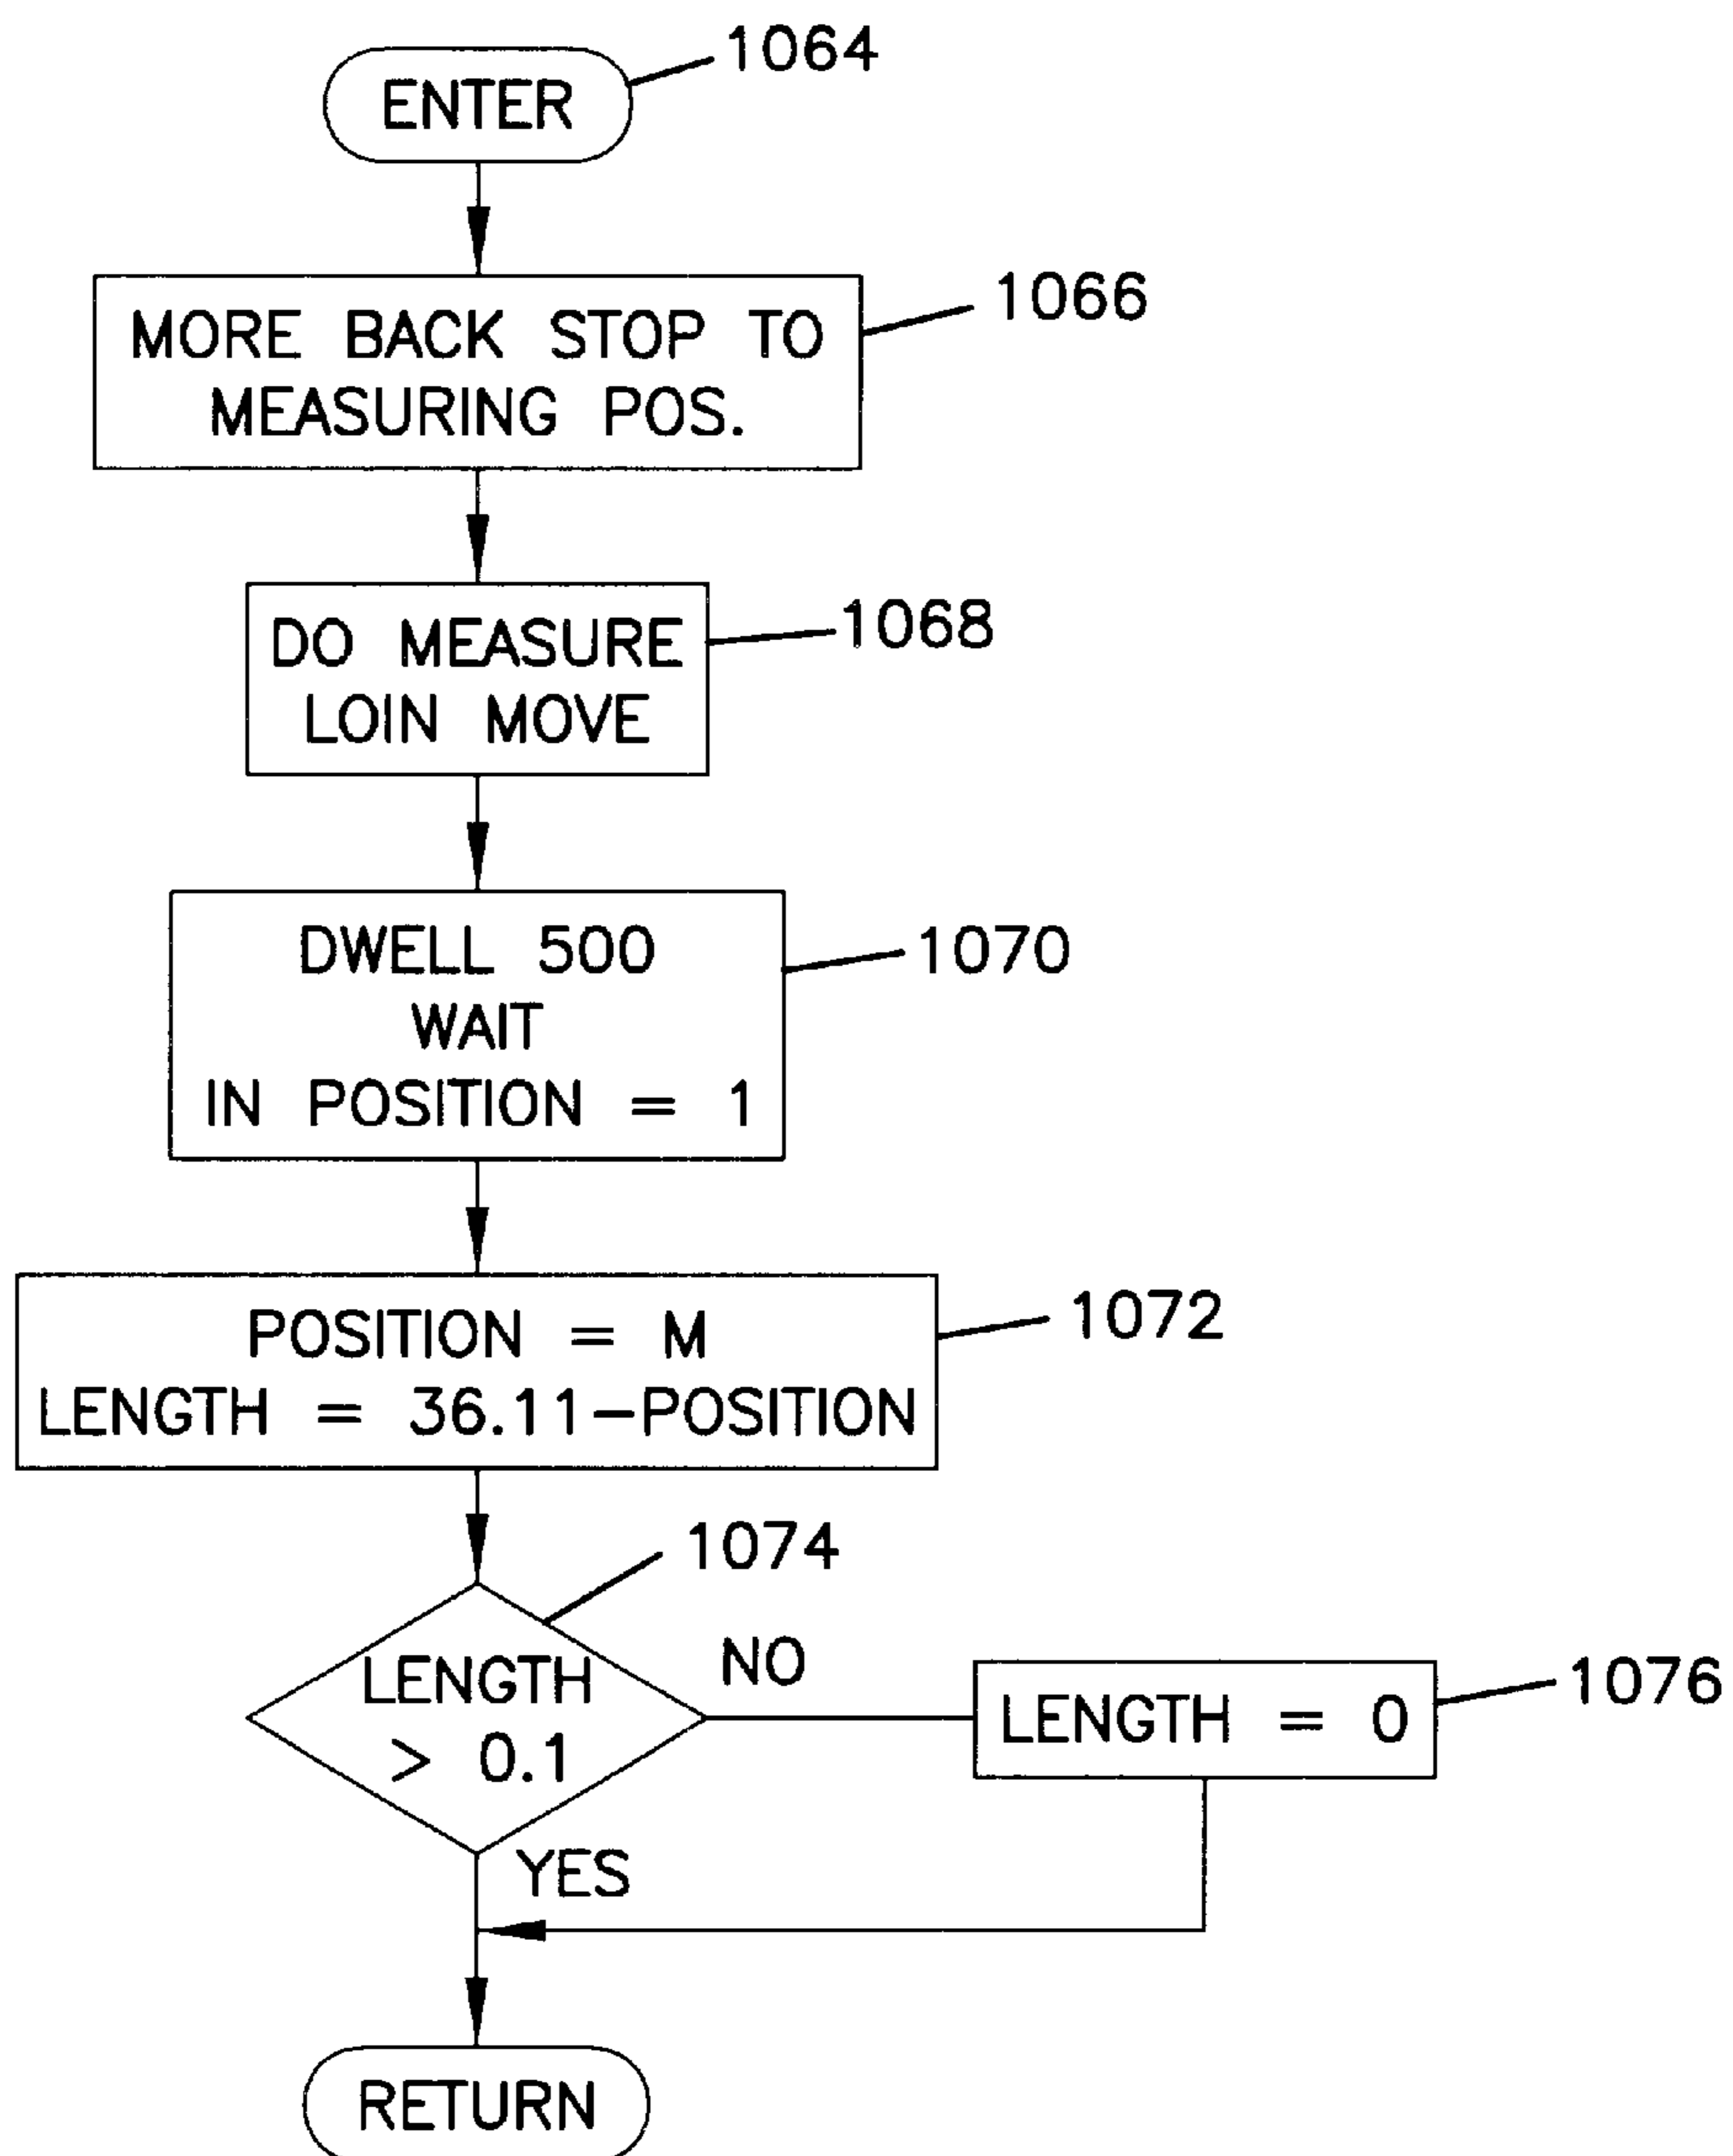 1064
ENTER
1066
MORE BACK STOP TO
MEASURING POS.
1068
DO MEASURE
LOIN MOVE
1070
DWELL 500
WAIT
IN POSITION = 1
1072
POSITION = M
LENGTH = 36.11-POSITION
1074
LENGTH
> 0.1
NO
1076
LENGTH = 0
YES
RETURN